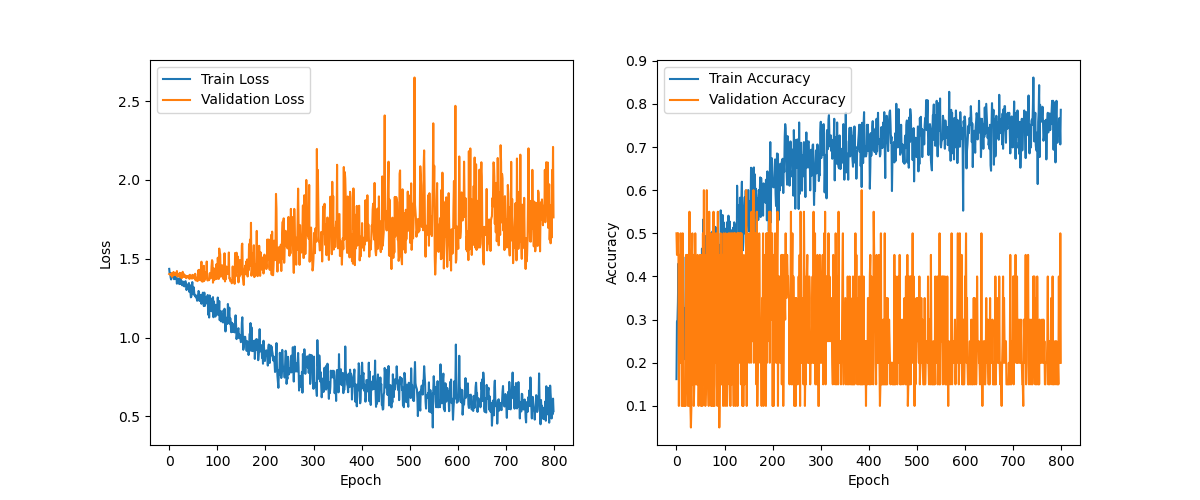 Train Loss
Validation Loss
2.5
2.0
1.5
1.0
0.5
Loss
0 100 200 300 400 500 600 700 800
Epoch
Train Accuracy
Validation Accuracy
0.9
0.8
0.7
0.6
0.5
0.4
0.3
0.2
0.1
Accuracy
0 100 200 300 400 500 600 700 800
Epoch